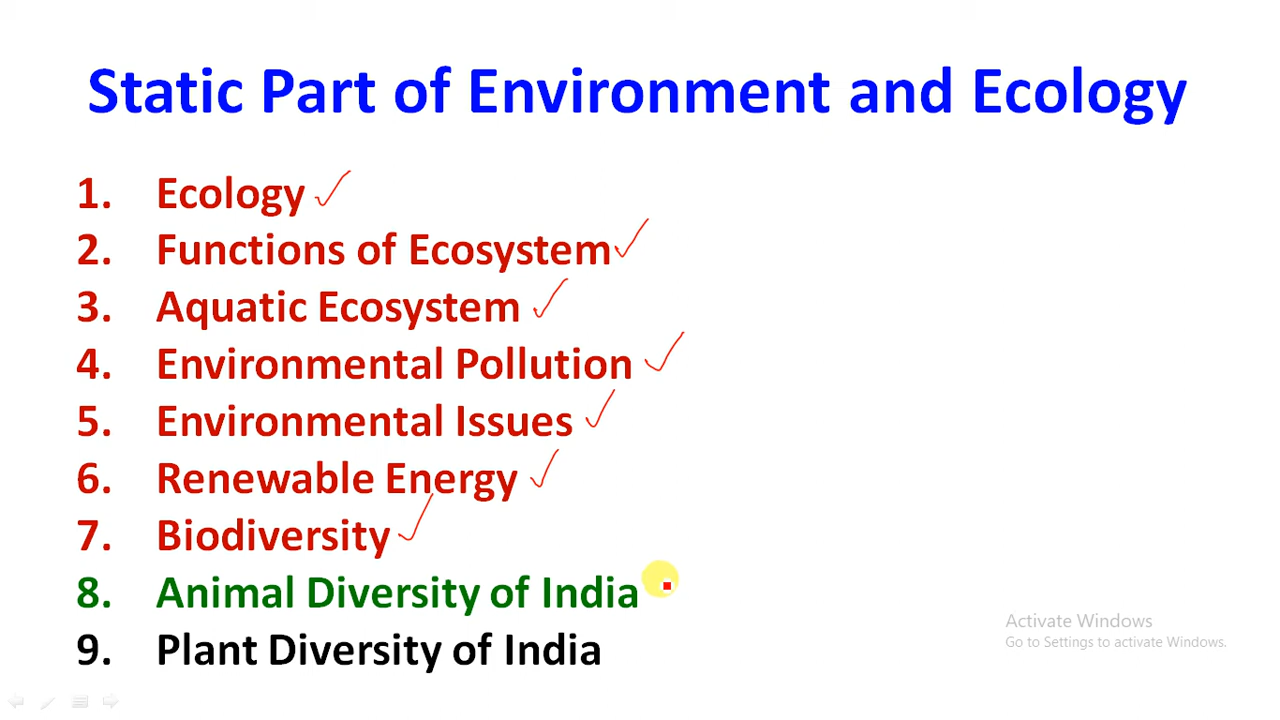 Static Part of Environment and Ecology
1. Ecology
2. Functions of Ecosystem
3. Aquatic Ecosystem
4. Environmental Pollution
5. Environmental Issues
6. Renewable Energy
7. Biodiversity
8. Animal Diversity of India
9. Plant Diversity of India
Activate Windows
Go to Settings to activate Windows.